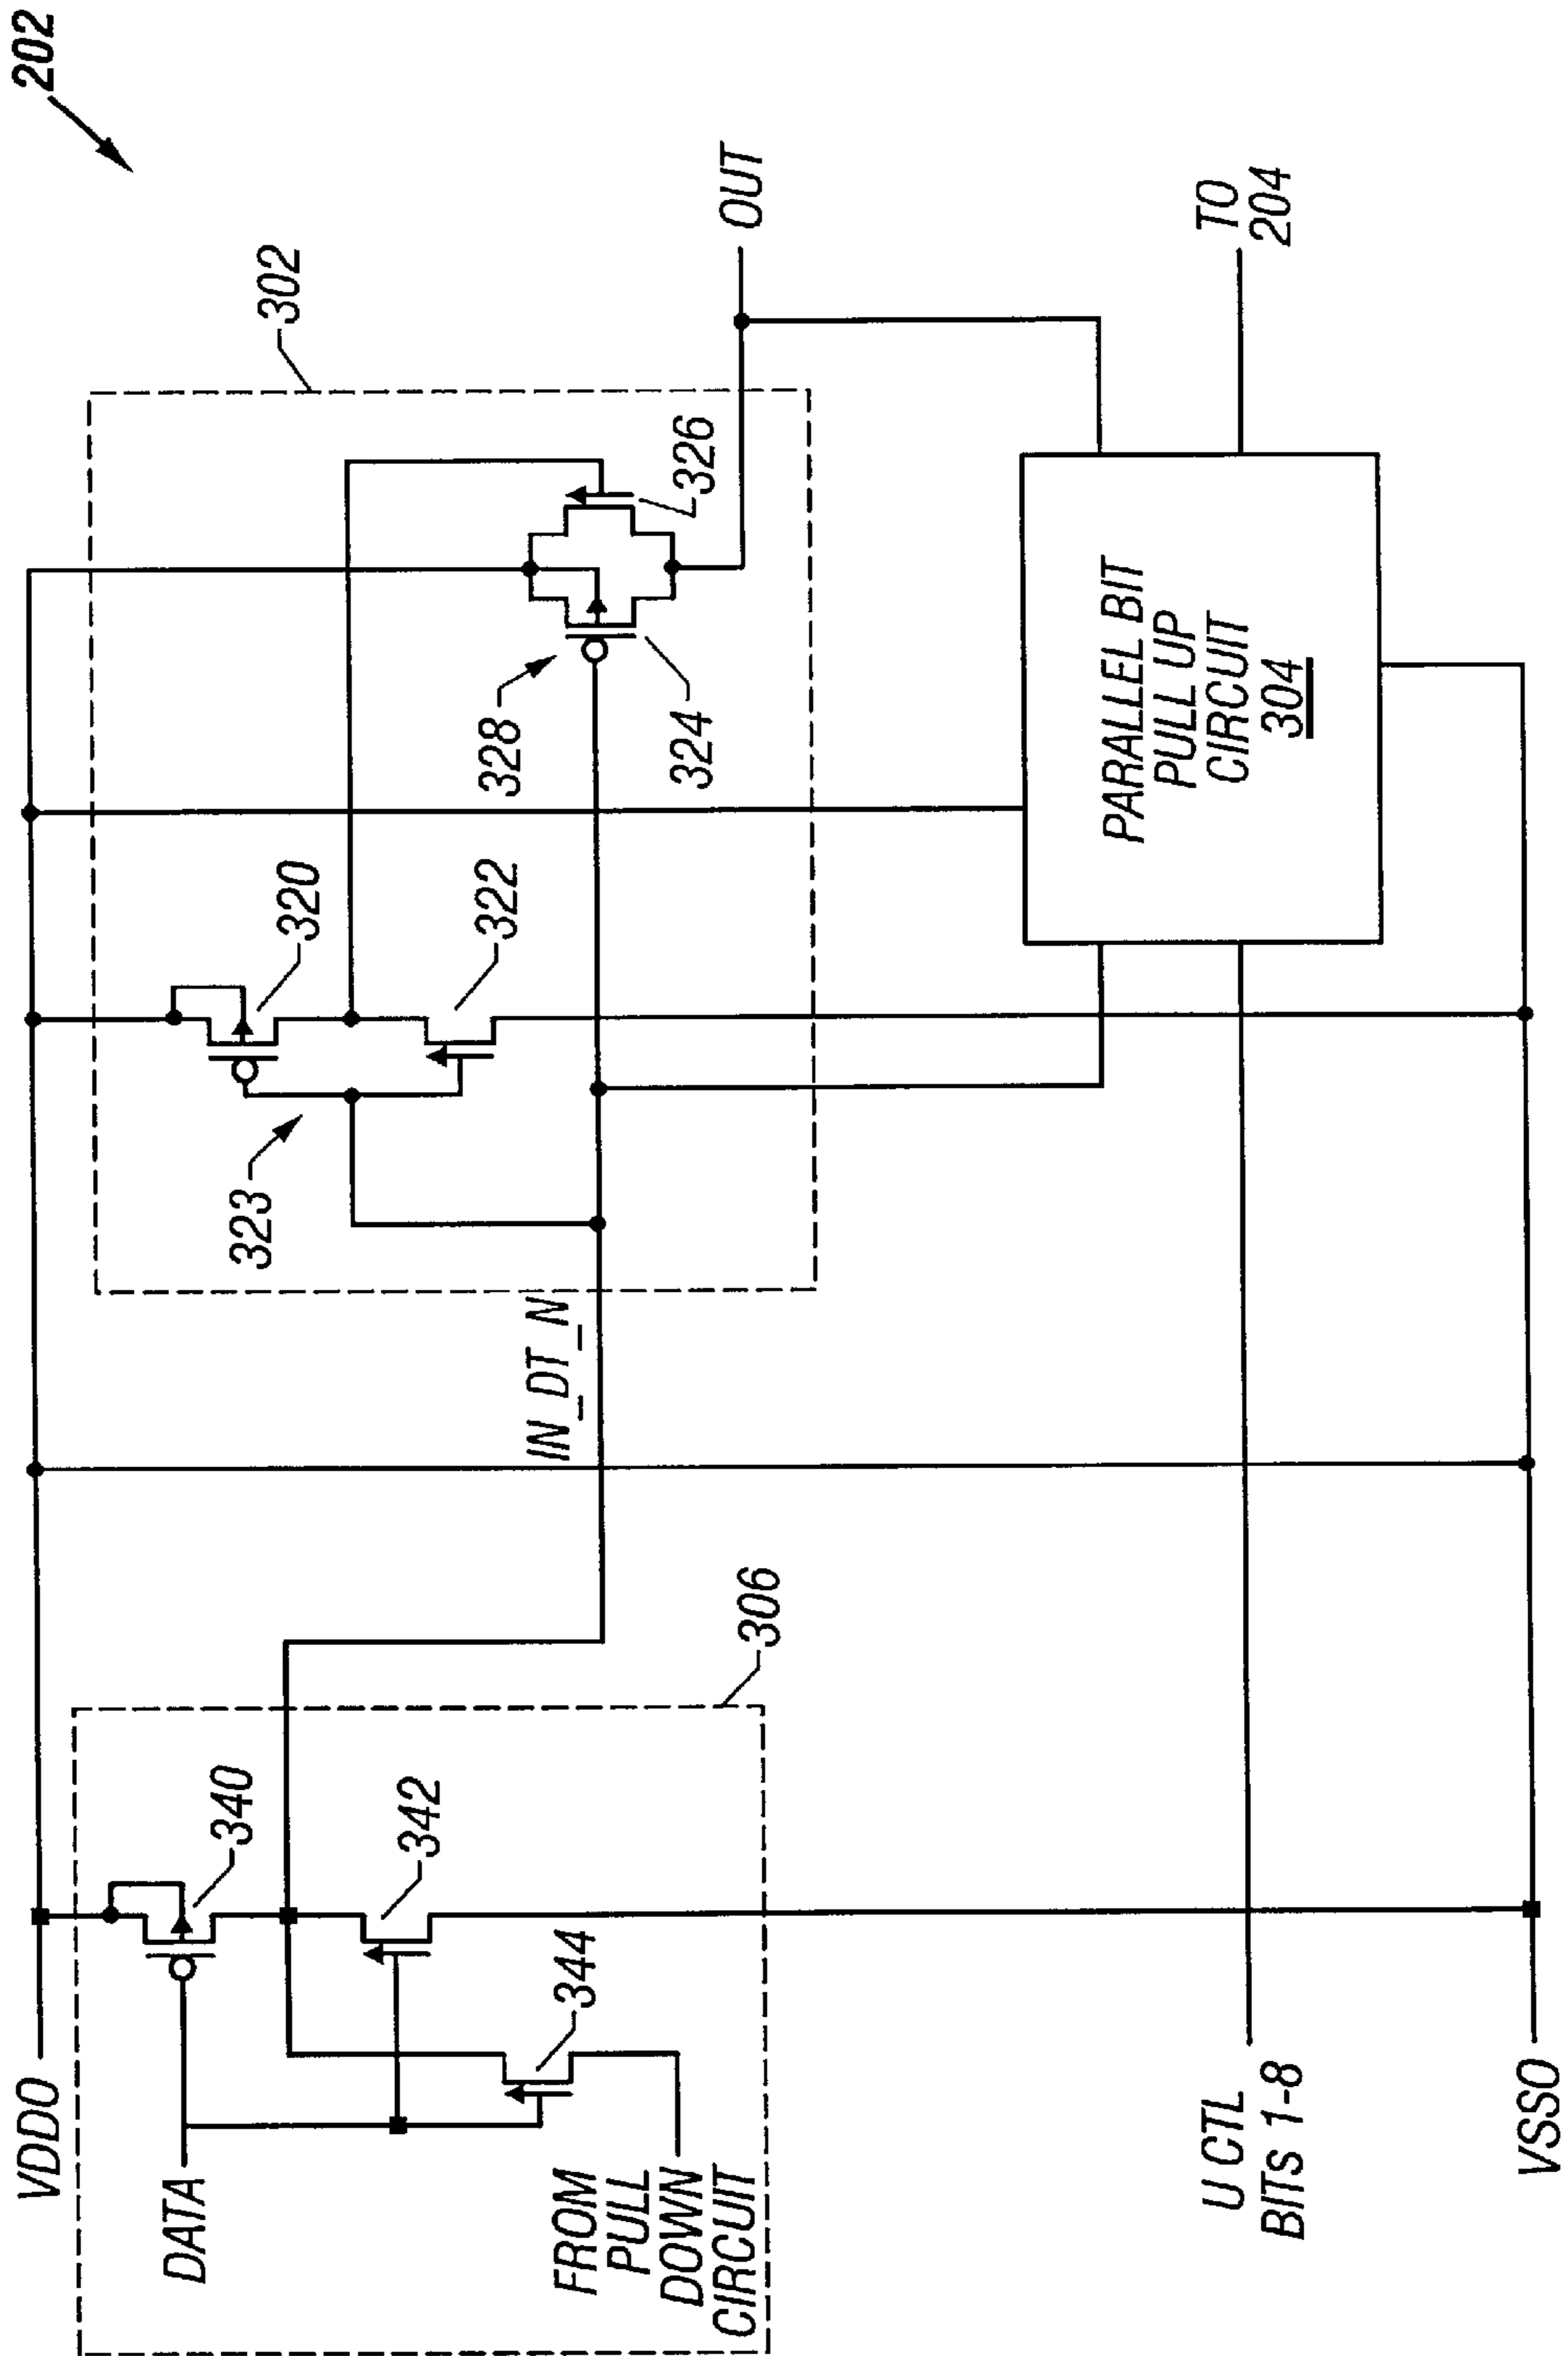 202
VDDO
DATA
FROM
PULL
DOWN
CIRCUIT
340
342
344
306
IN_DT_N
323
320
322
302
328
324
326
OUT
U CTL
BITs 1-8
PARALLEL BIT
PULL UP
CIRCUIT
304
TO
204
VSSO